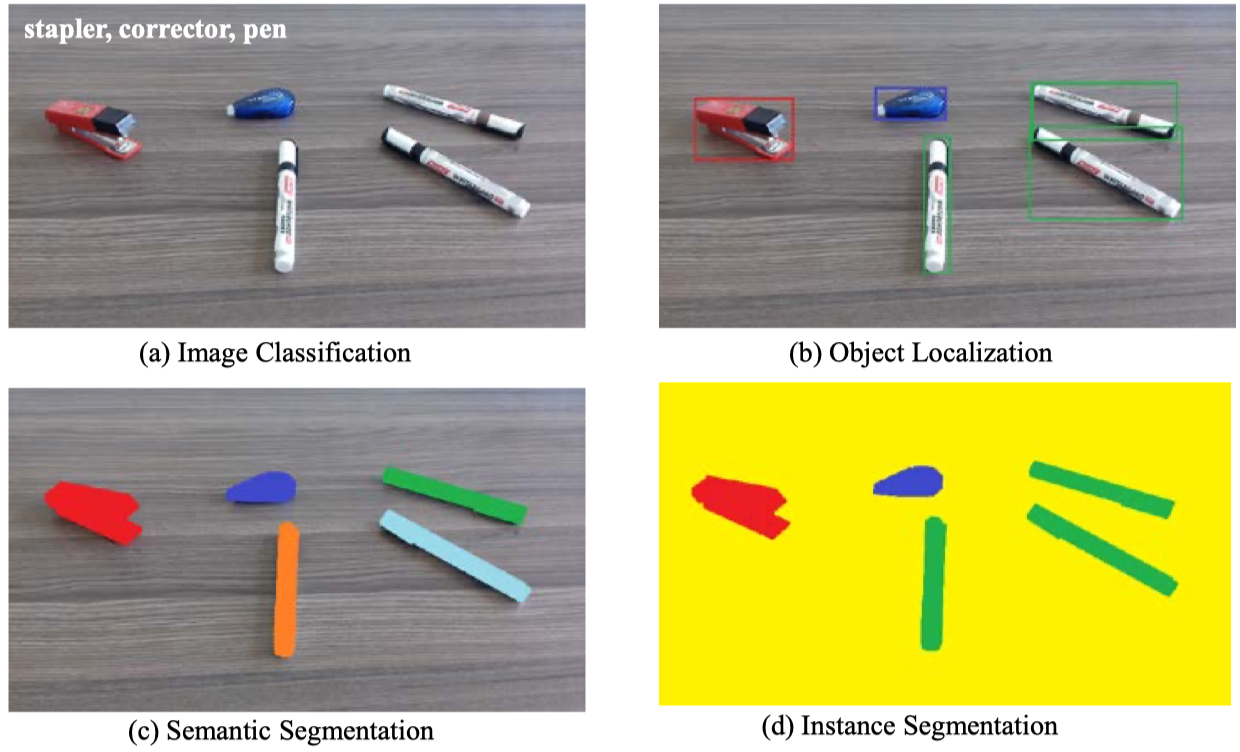 stapler, corrector, pen
(a) Image Classification
(b) Object Localization
(c) Semantic Segmentation
(d) Instance Segmentation